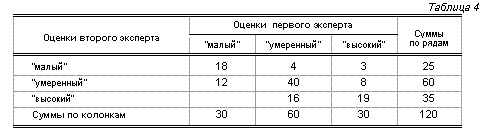 Таблица 4
Оценки второго эксперта Оценки первого эксперта Суммы по рядам
"малый" "умеренный" "высокий"
"малый" 18 4 3 25
"умеренный" 12 40 8 60
"высокий" 16 19 35
Суммы по колонкам 30 60 30 120